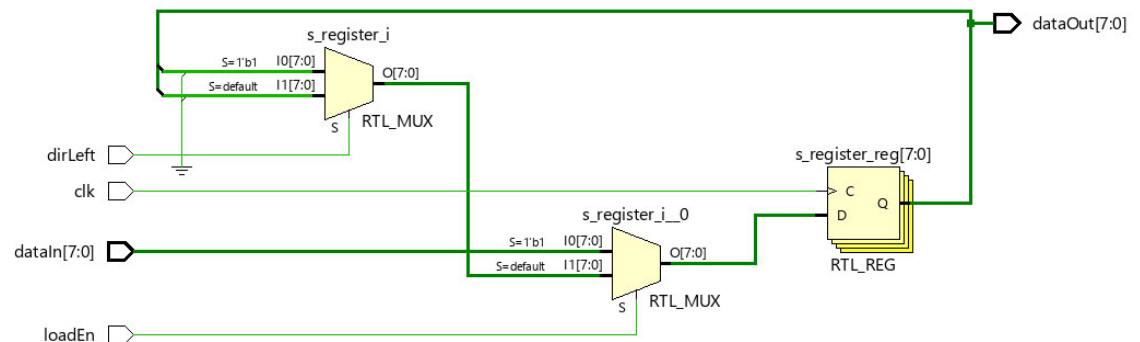 dataOut[7:0]
s_register_i
S=1'b1 I0[7:0]
O[7:0]
S=default I1[7:0]
S
RTL_MUX
dirLeft
s_register_reg[7:0]
clk
C
D
Q
RTL_REG
s_register_i__0
dataIn[7:0]
S=1'b1 I0[7:0]
O[7:0]
S=default I1[7:0]
S
RTL_MUX
loadEn